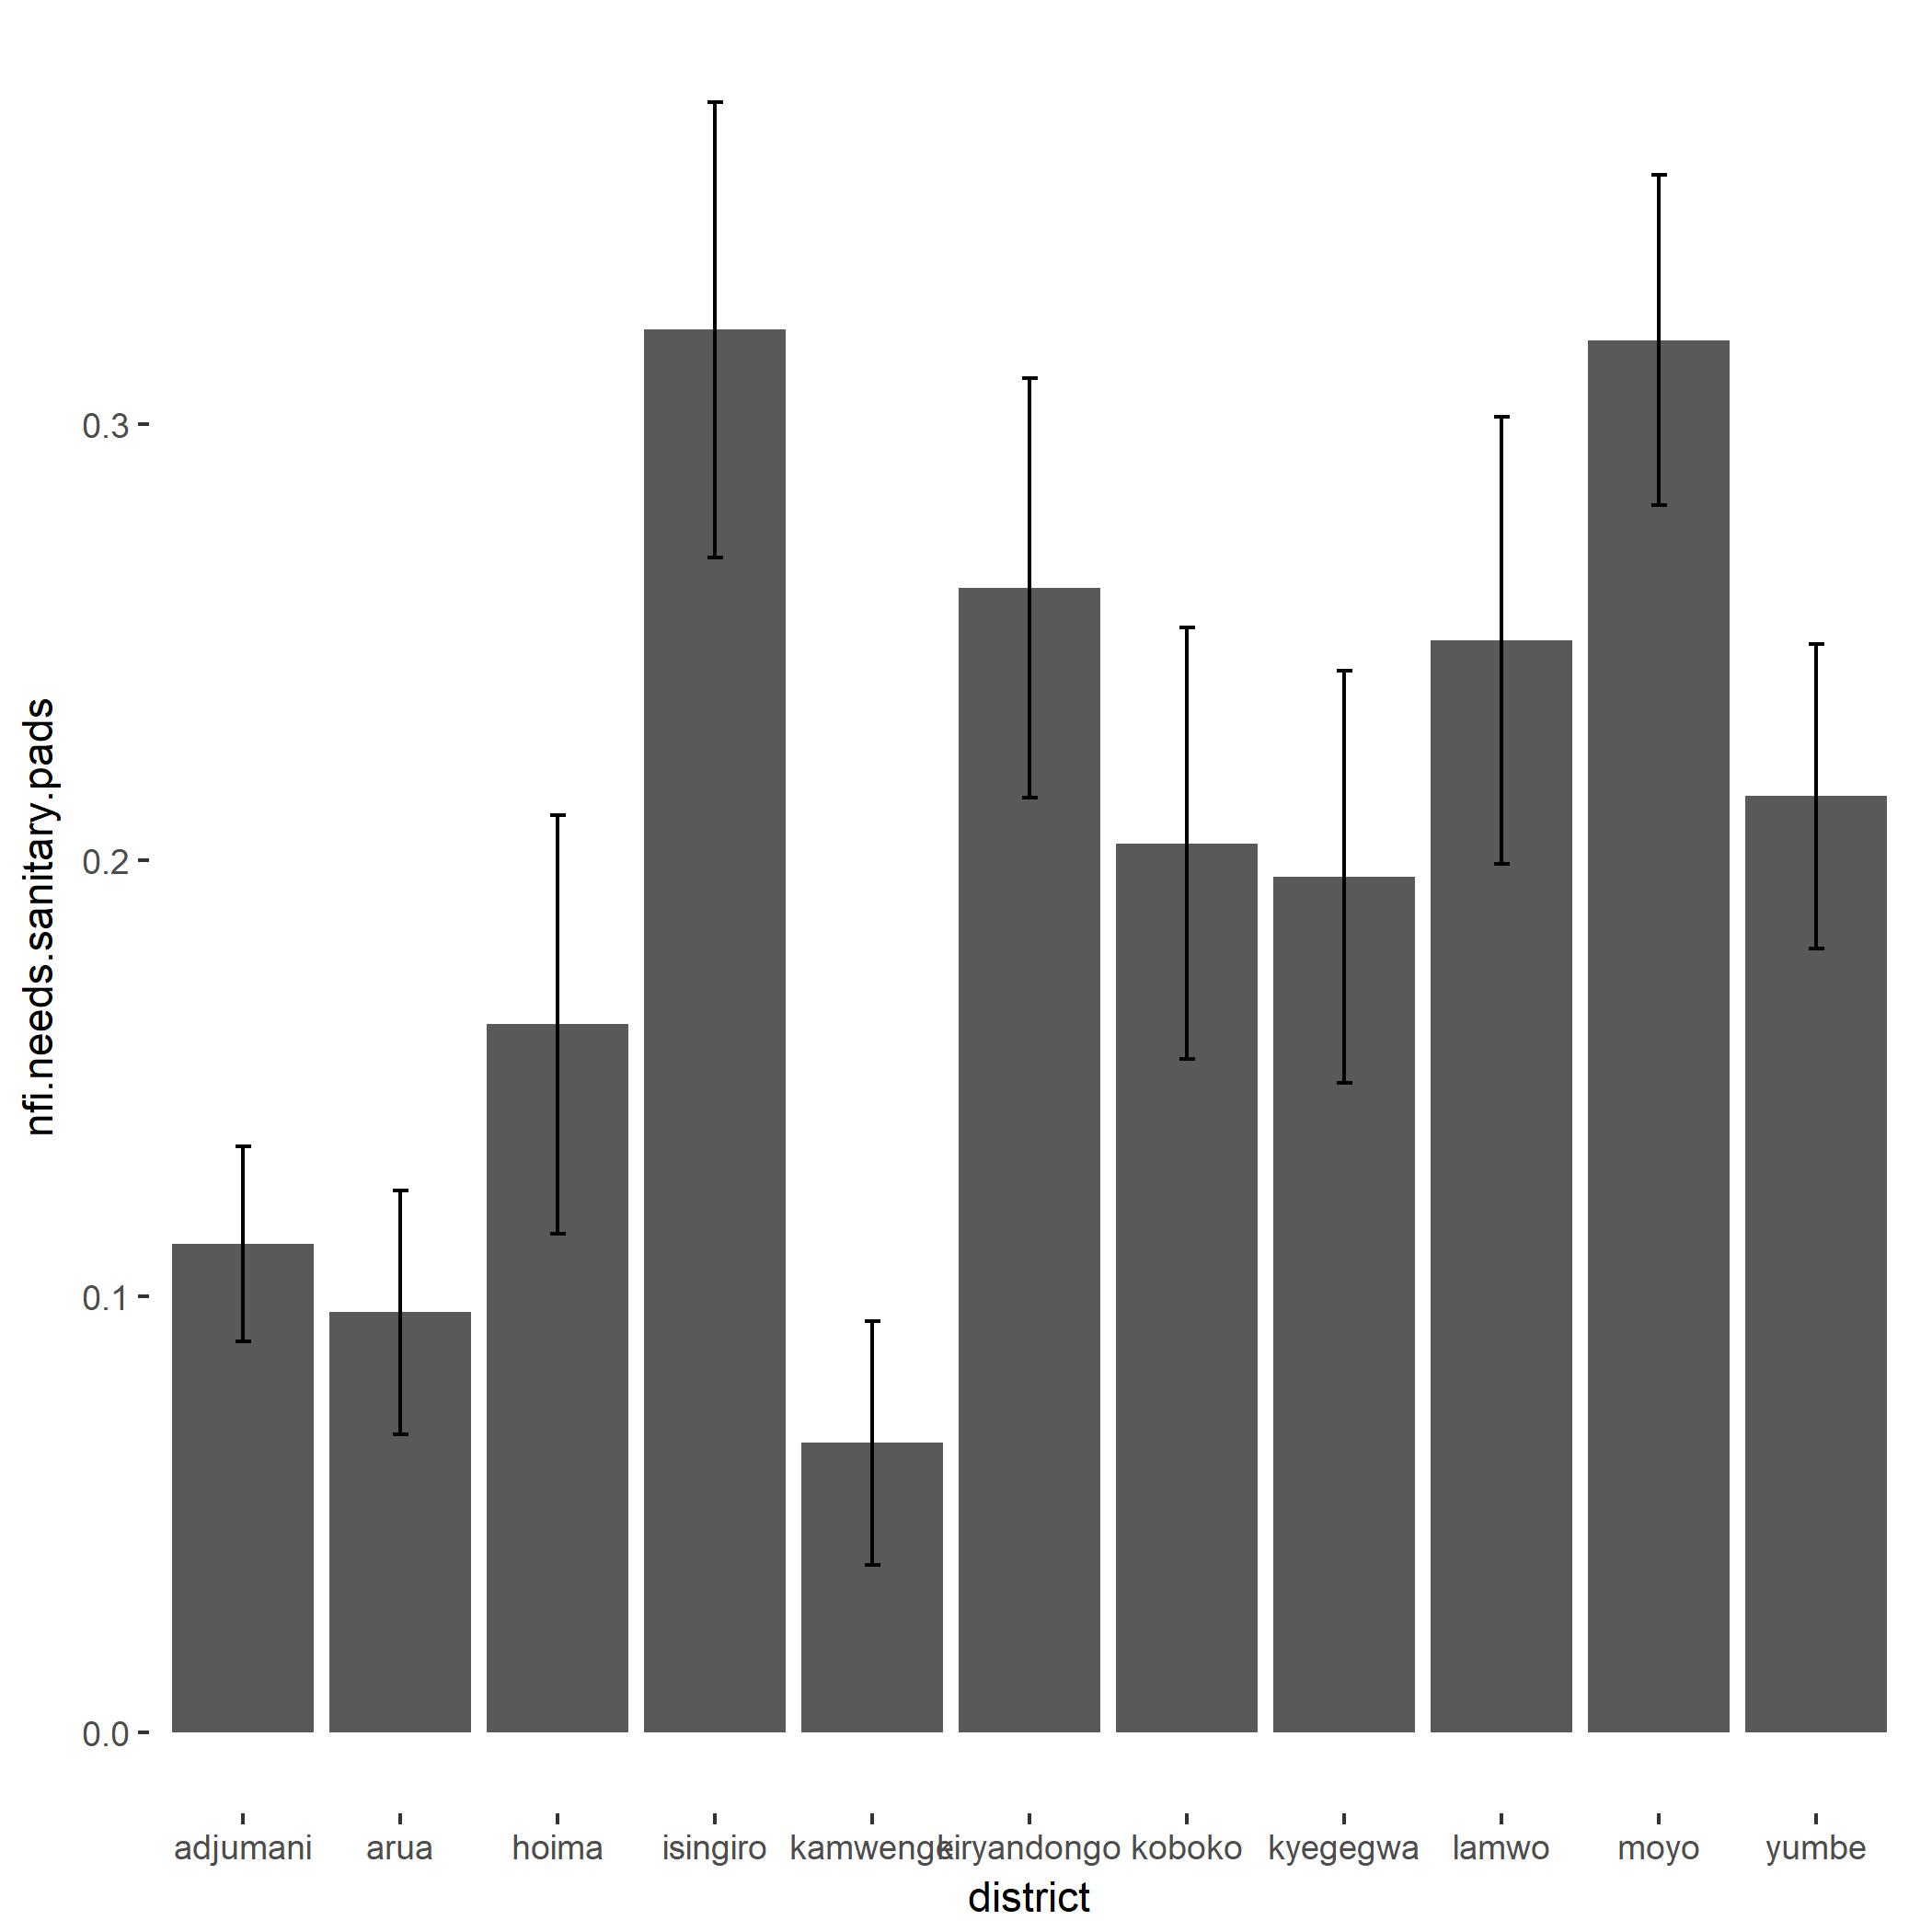 nfi.needs.sanitary.pads
0.3
0.2
0.1
0.0
adjumani arua hoima isingiro kamwenge kiryandongo koboko kyegegwa lamwo moyo yumbe
district